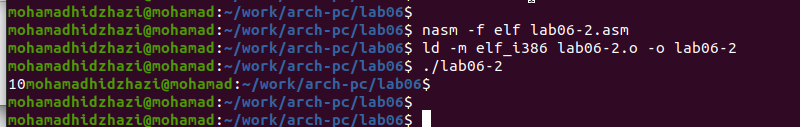 mohamadhidzhazi@mohamad:~/work/arch-pc/lab06$
mohamadhidzhazi@mohamad:~/work/arch-pc/lab06$ nasm -f elf lab06-2.asm
mohamadhidzhazi@mohamad:~/work/arch-pc/lab06$ ld -m elf_i386 lab06-2.o -o lab06-2
mohamadhidzhazi@mohamad:~/work/arch-pc/lab06$ ./lab06-2
10mohamadhidzhazi@mohamad:~/work/arch-pc/lab06$
mohamadhidzhazi@mohamad:~/work/arch-pc/lab06$
mohamadhidzhazi@mohamad:~/work/arch-pc/lab06$